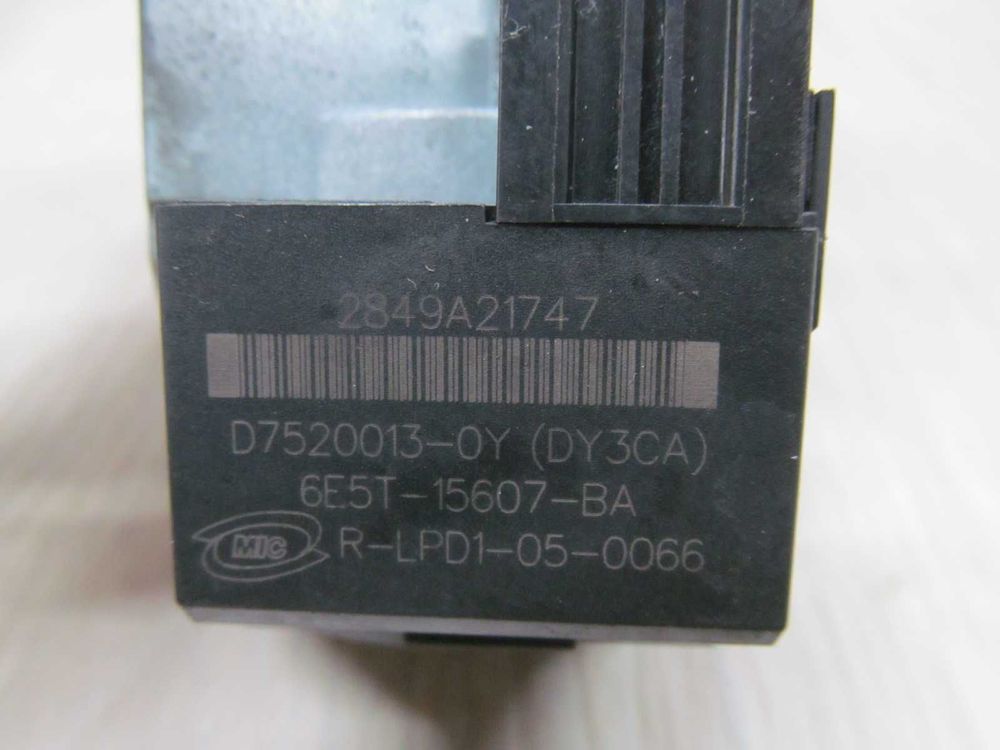 2849A21747
D7520013-0Y (DY3CA)
6E5T-15607-BA
MIC R-LPD1-05-0066